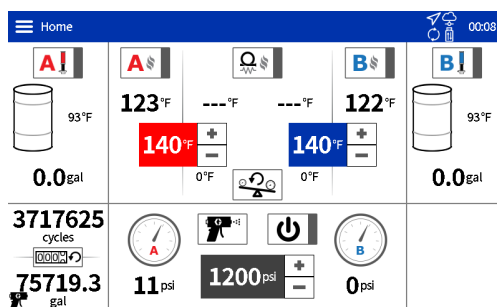 Home 00:08
A A B B
93°F 123°F ---°F ---°F 122°F 93°F
140°F + − 140°F + −
0°F 0°F
0.0gal 0.0gal
3717625
cycles
000
75719.3
gal
A B
11psi 1200psi + − 0psi